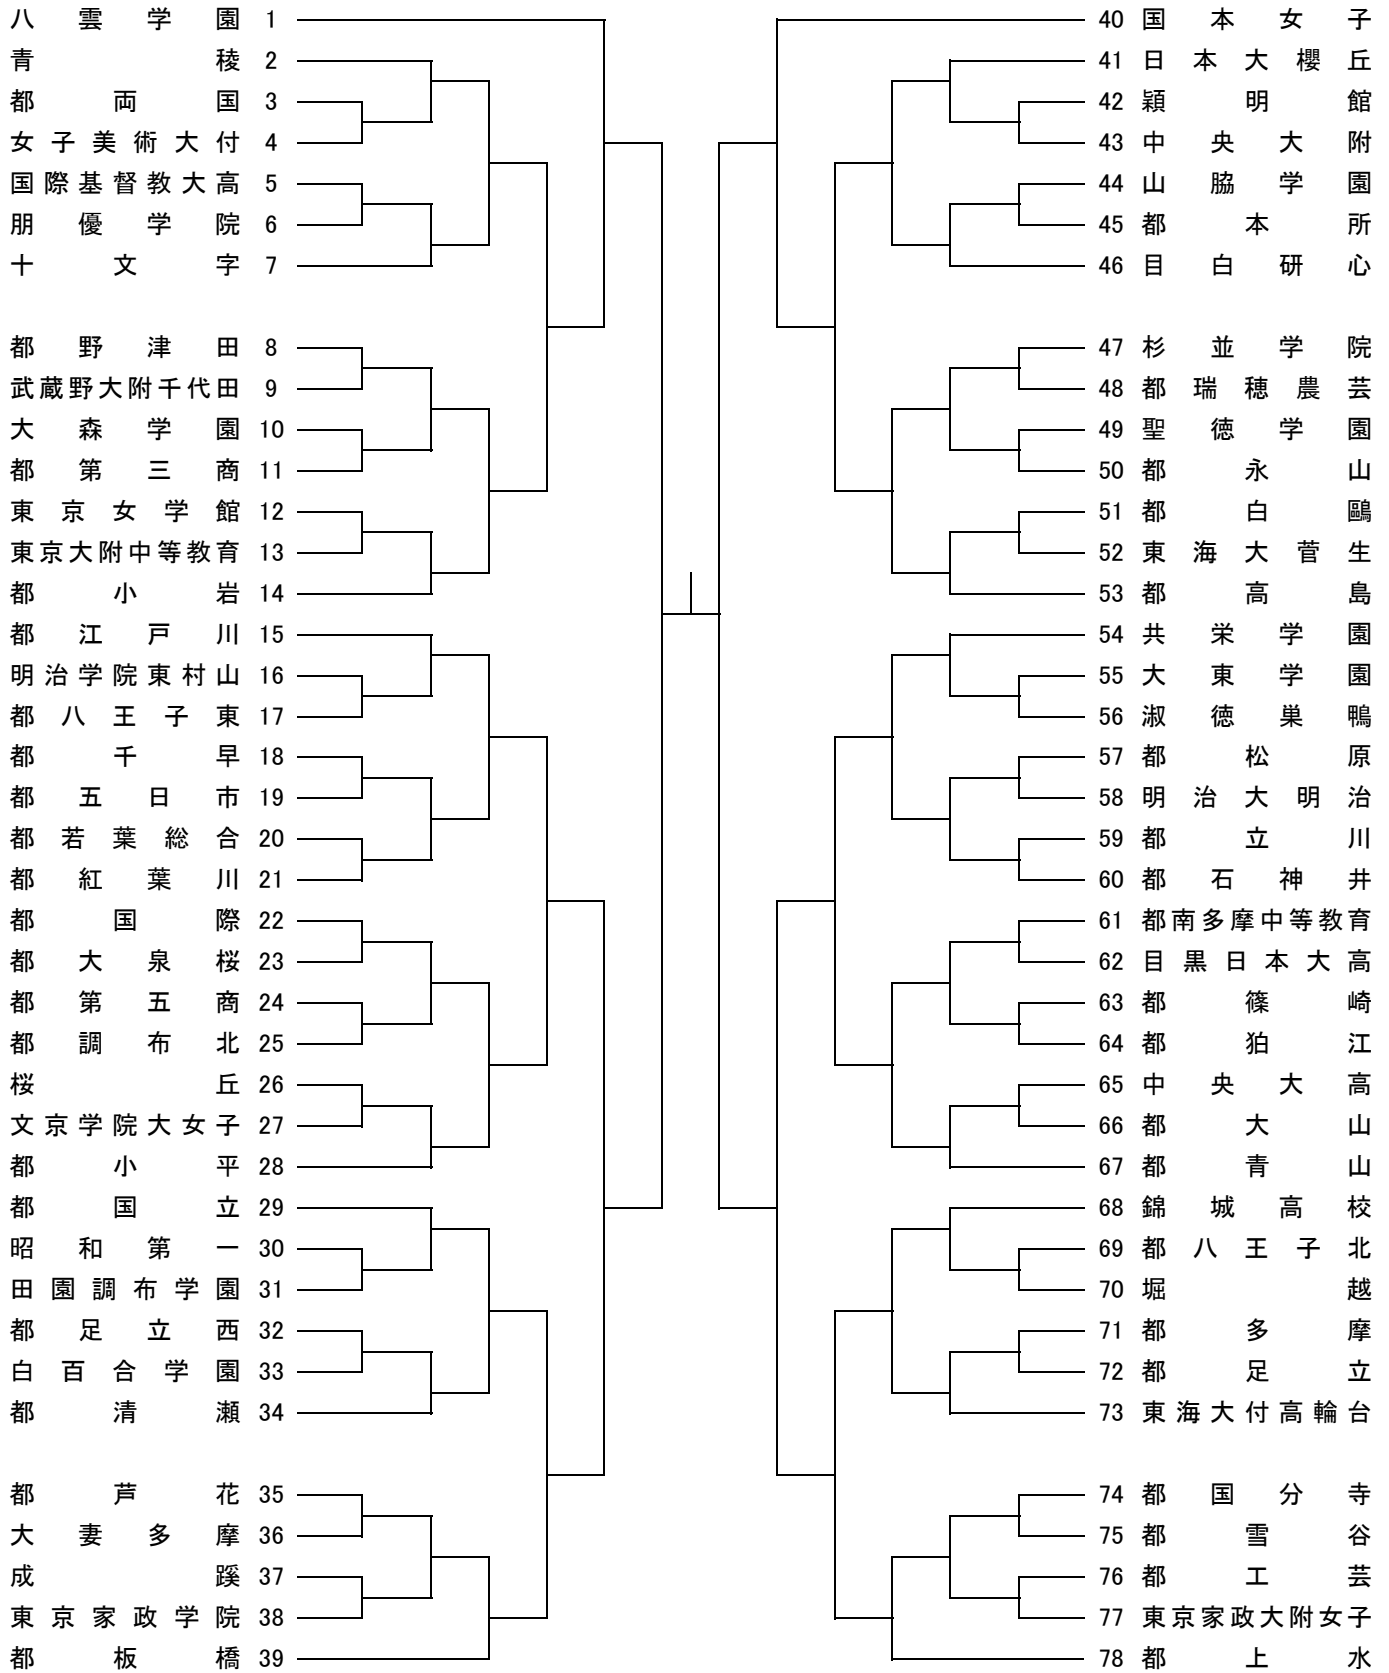 八雲学園 1
青稜 2
都両国 3
女子美術大付 4
国際基督教大高 5
朋優学院 6
十文字 7
都野津田 8
武蔵野大附千代田 9
大森学園 10
都第三商 11
東京女学館 12
東京大附中等教育 13
都小岩 14
都江戸川 15
明治学院東村山 16
都八王子東 17
都千早 18
都五日市 19
都若葉総合 20
都紅葉川 21
都国際 22
都大泉桜 23
都第五商 24
都調布北 25
桜丘 26
文京学院大女子 27
都小平 28
都国立 29
昭和第一 30
田園調布学園 31
都足立西 32
白百合学園 33
都清瀬 34
都芦花 35
大妻多摩 36
成蹊 37
東京家政学院 38
都板橋 39
40 国本女子
41 日本大櫻丘
42 穎明館
43 中央大附
44 山脇学園
45 都本所
46 目白研心
47 杉並学院
48 都瑞穂農芸
49 聖徳学園
50 都永山
51 都白鷗
52 東海大菅生
53 都高島
54 共栄学園
55 大東学園
56 淑徳巣鴨
57 都松原
58 明治大明治
59 都立川
60 都石神井
61 都南多摩中等教育
62 目黒日本大高
63 都篠崎
64 都狛江
65 中央大高
66 都大山
67 都青山
68 錦城高校
69 都八王子北
70 堀越
71 都多摩
72 都足立
73 東海大付高輪台
74 都国分寺
75 都雪谷
76 都工芸
77 東京家政大附女子
78 都上水